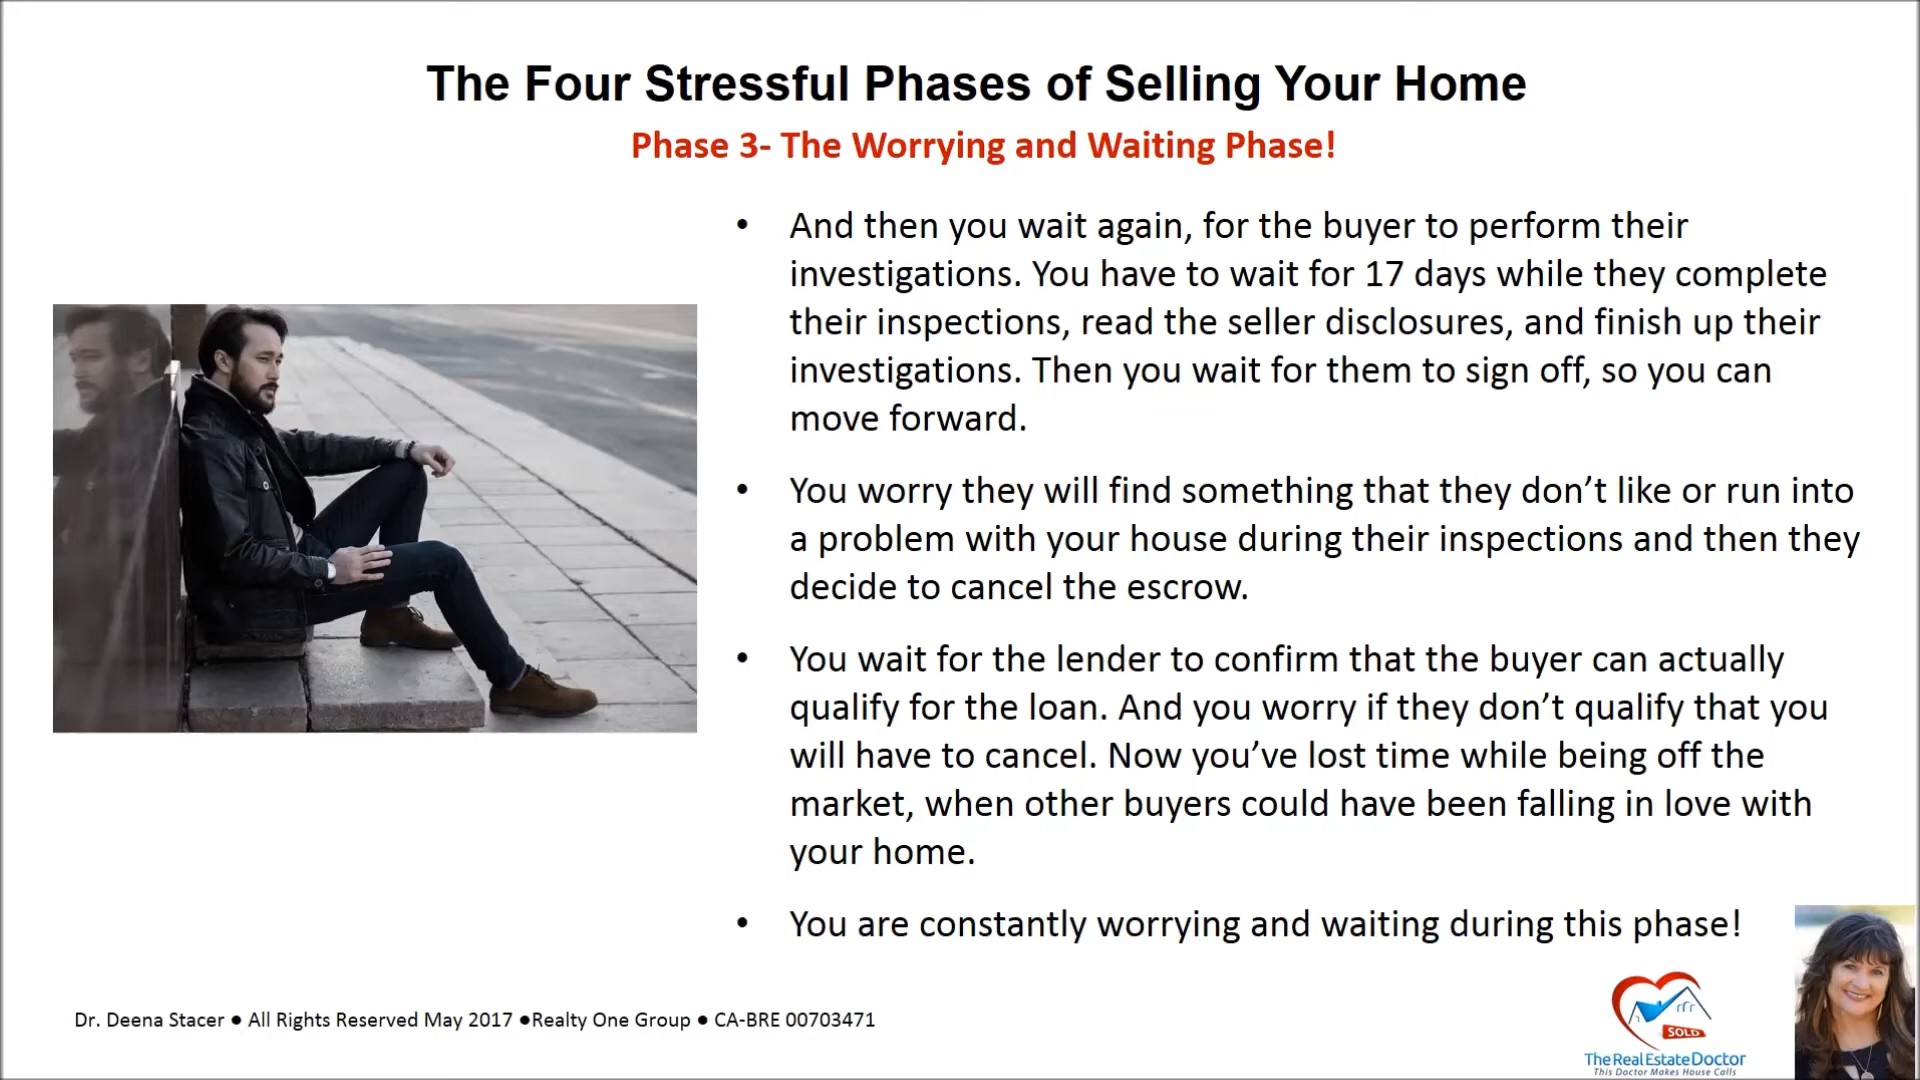 The Four Stressful Phases of Selling Your Home
Phase 3- The Worrying and Waiting Phase!
• And then you wait again, for the buyer to perform their
investigations. You have to wait for 17 days while they complete
their inspections, read the seller disclosures, and finish up their
investigations. Then you wait for them to sign off, so you can
move forward.
• You worry they will find something that they don’t like or run into
a problem with your house during their inspections and then they
decide to cancel the escrow.
• You wait for the lender to confirm that the buyer can actually
qualify for the loan. And you worry if they don’t qualify that you
will have to cancel. Now you’ve lost time while being off the
market, when other buyers could have been falling in love with
your home.
• You are constantly worrying and waiting during this phase!
Dr. Deena Stacer ● All Rights Reserved May 2017 ●Realty One Group ● CA-BRE 00703471
SOLD
The Real Estate Doctor
This Doctor Makes House Calls